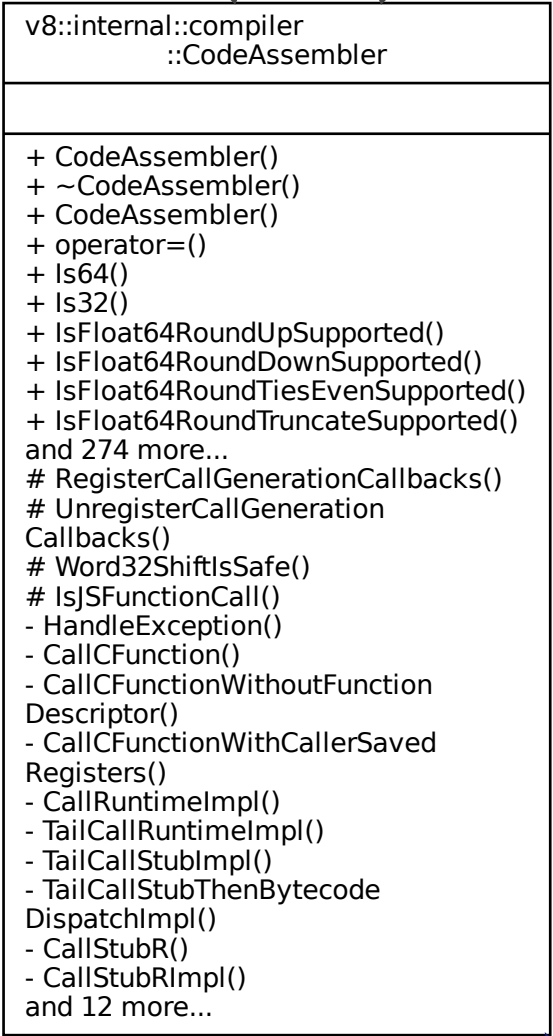 v8::internal::compiler
::CodeAssembler
+ CodeAssembler()
+ ~CodeAssembler()
+ CodeAssembler()
+ operator=()
+ Is64()
+ Is32()
+ IsFloat64RoundUpSupported()
+ IsFloat64RoundDownSupported()
+ IsFloat64RoundTiesEvenSupported()
+ IsFloat64RoundTruncateSupported()
and 274 more...
# RegisterCallGenerationCallbacks()
# UnregisterCallGeneration
Callbacks()
# Word32ShiftIsSafe()
# IsJSFunctionCall()
- HandleException()
- CallCFunction()
- CallCFunctionWithoutFunction
Descriptor()
- CallCFunctionWithCallerSaved
Registers()
- CallRuntimeImpl()
- TailCallRuntimeImpl()
- TailCallStubImpl()
- TailCallStubThenBytecode
DispatchImpl()
- CallStubR()
- CallStubRImpl()
and 12 more...